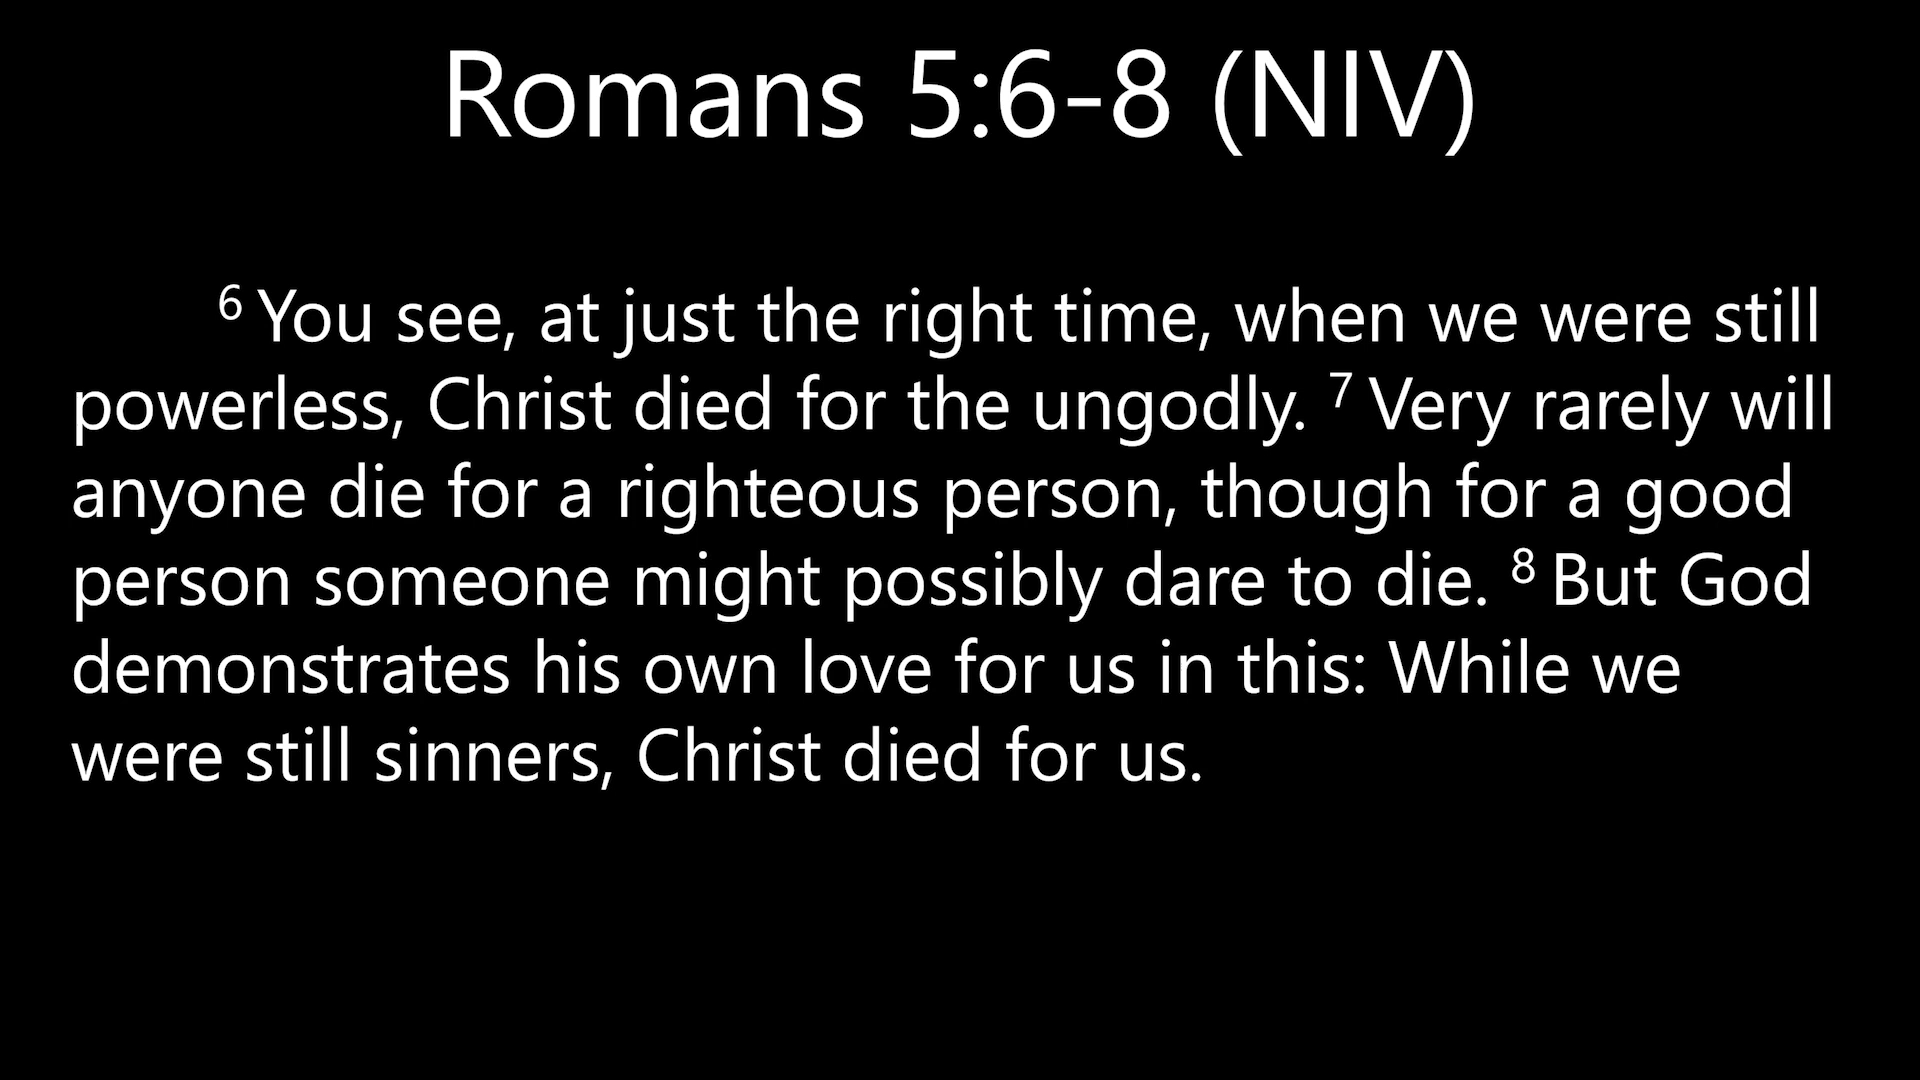 Romans 5:6-8 (NIV)
⁶ You see, at just the right time, when we were still
powerless, Christ died for the ungodly. ⁷ Very rarely will
anyone die for a righteous person, though for a good
person someone might possibly dare to die. ⁸ But God
demonstrates his own love for us in this: While we
were still sinners, Christ died for us.